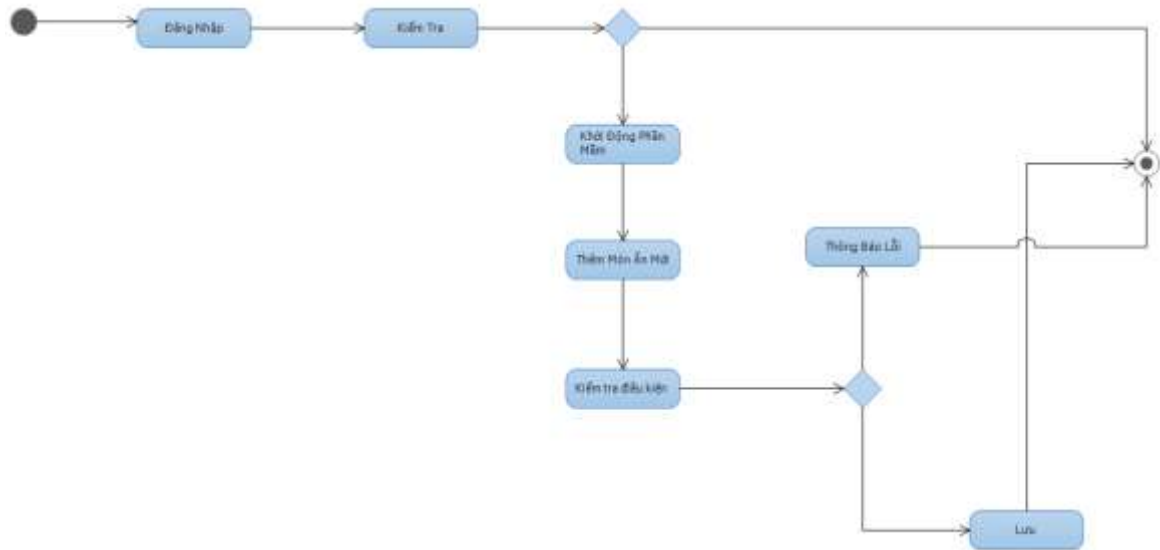 Đăng Nhập
Kiểm Tra
Khởi Động Phần
Mềm
Thêm Món Ăn Mới
Thông Báo Lỗi
Kiểm tra điều kiện
Lưu